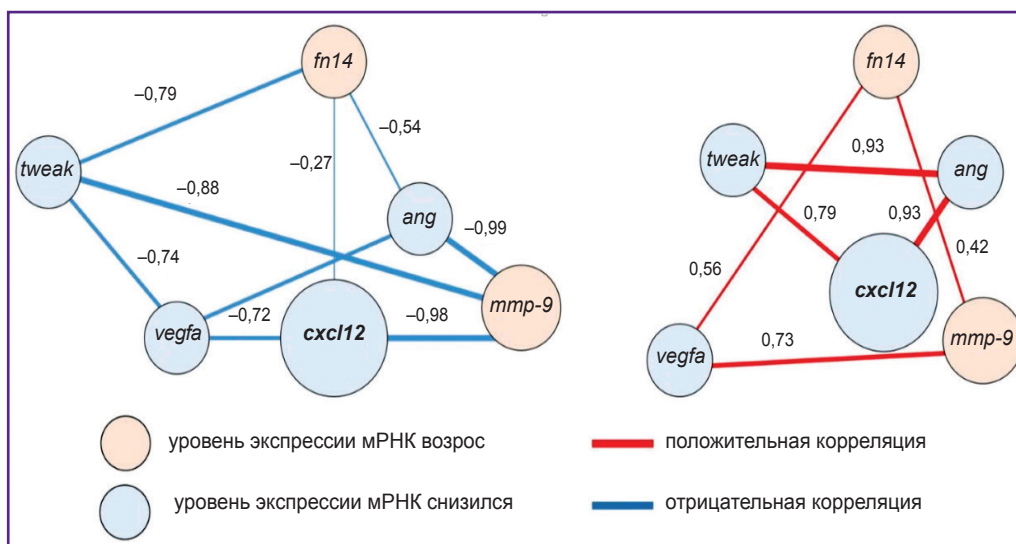 fn14
–0,79
–0,54
tweak
–0,27
–0,88
ang
–0,99
–0,74
mmp-9
vegfa
–0,72
cxcl12
–0,98
fn14
tweak
0,93
ang
0,79
0,93
0,42
0,56
cxcl12
mmp-9
vegfa
0,73
уровень экспрессии мРНК возрос
положительная корреляция
уровень экспрессии мРНК снизился
отрицательная корреляция